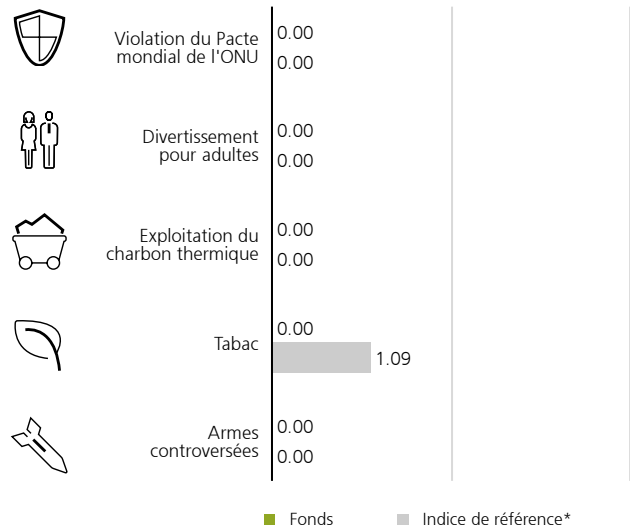 0.00
Violation du Pacte
mondial de l'ONU
0.00
0.00
Divertissement
pour adultes
0.00
0.00
Exploitation du
charbon thermique
0.00
0.00
Tabac
1.09
0.00
Armes
controversées
0.00
Fonds Indice de référence*